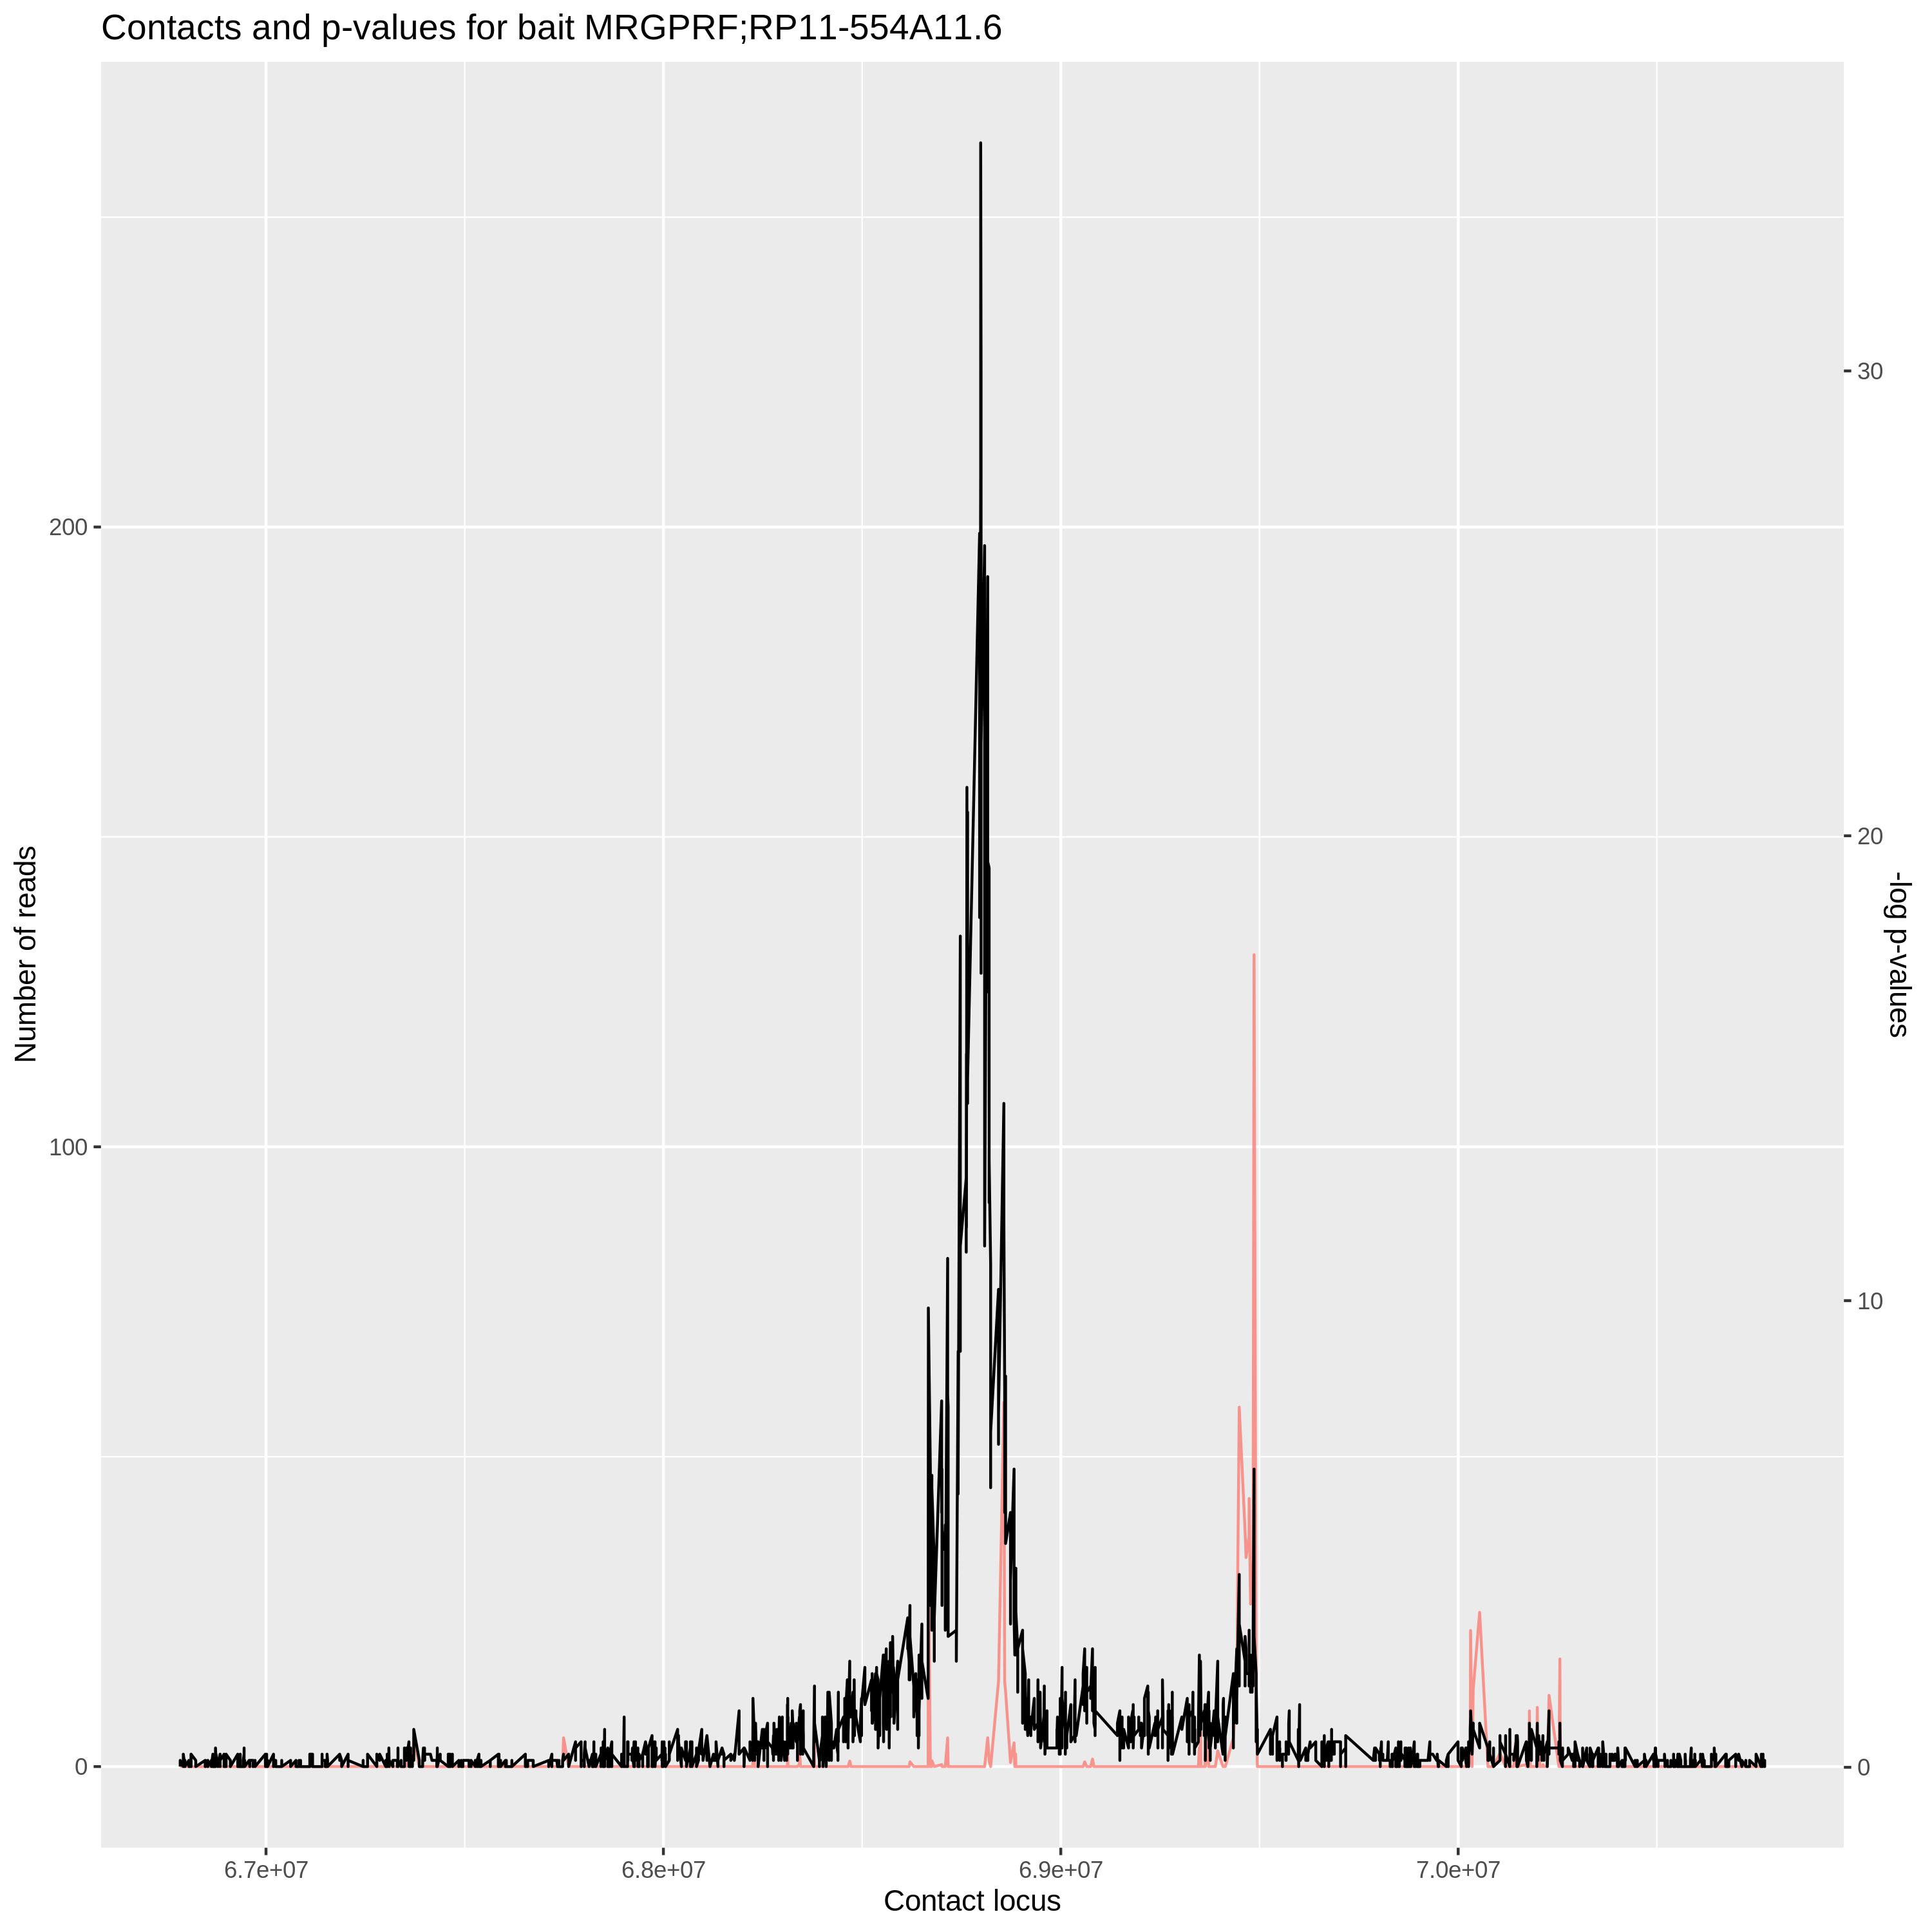 Contacts and p-values for bait MRGPRF;RP11-554A11.6
Number of reads
200
100
0
30
20
10
0
-log p-values
6.7e+07
6.8e+07
6.9e+07
7.0e+07
Contact locus